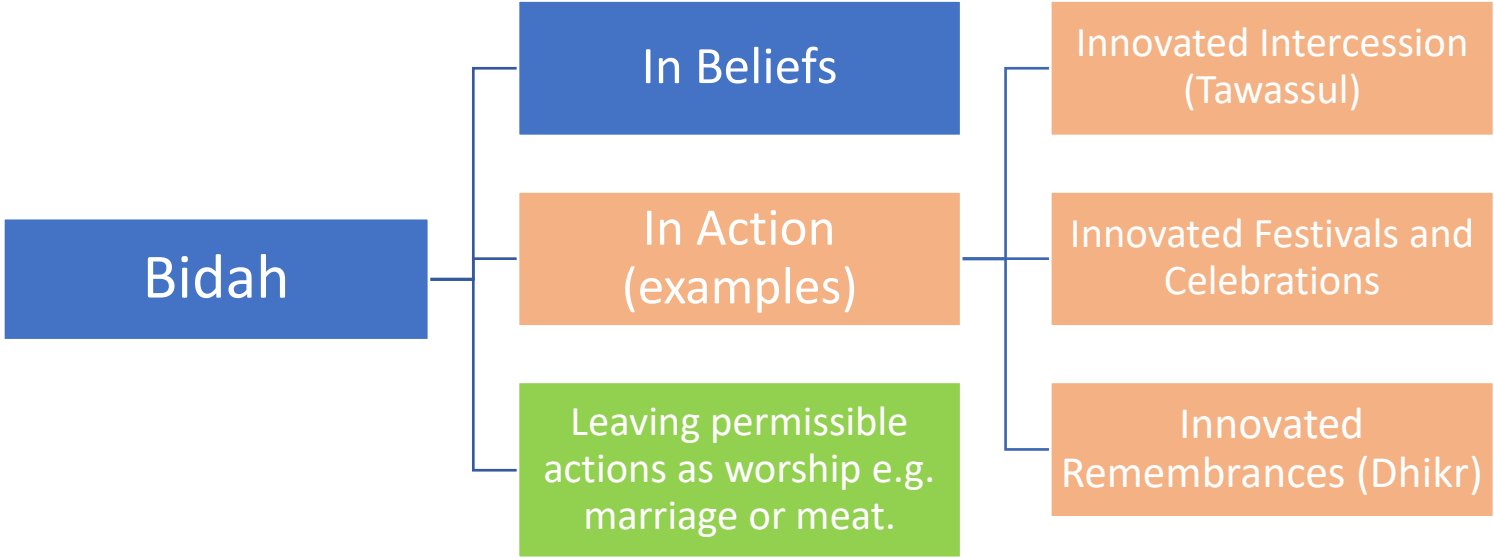 Bidah
In Beliefs
In Action
(examples)
Leaving permissible
actions as worship e.g.
marriage or meat.
Innovated Intercession
(Tawassul)
Innovated Festivals and
Celebrations
Innovated
Remembrances (Dhikr)